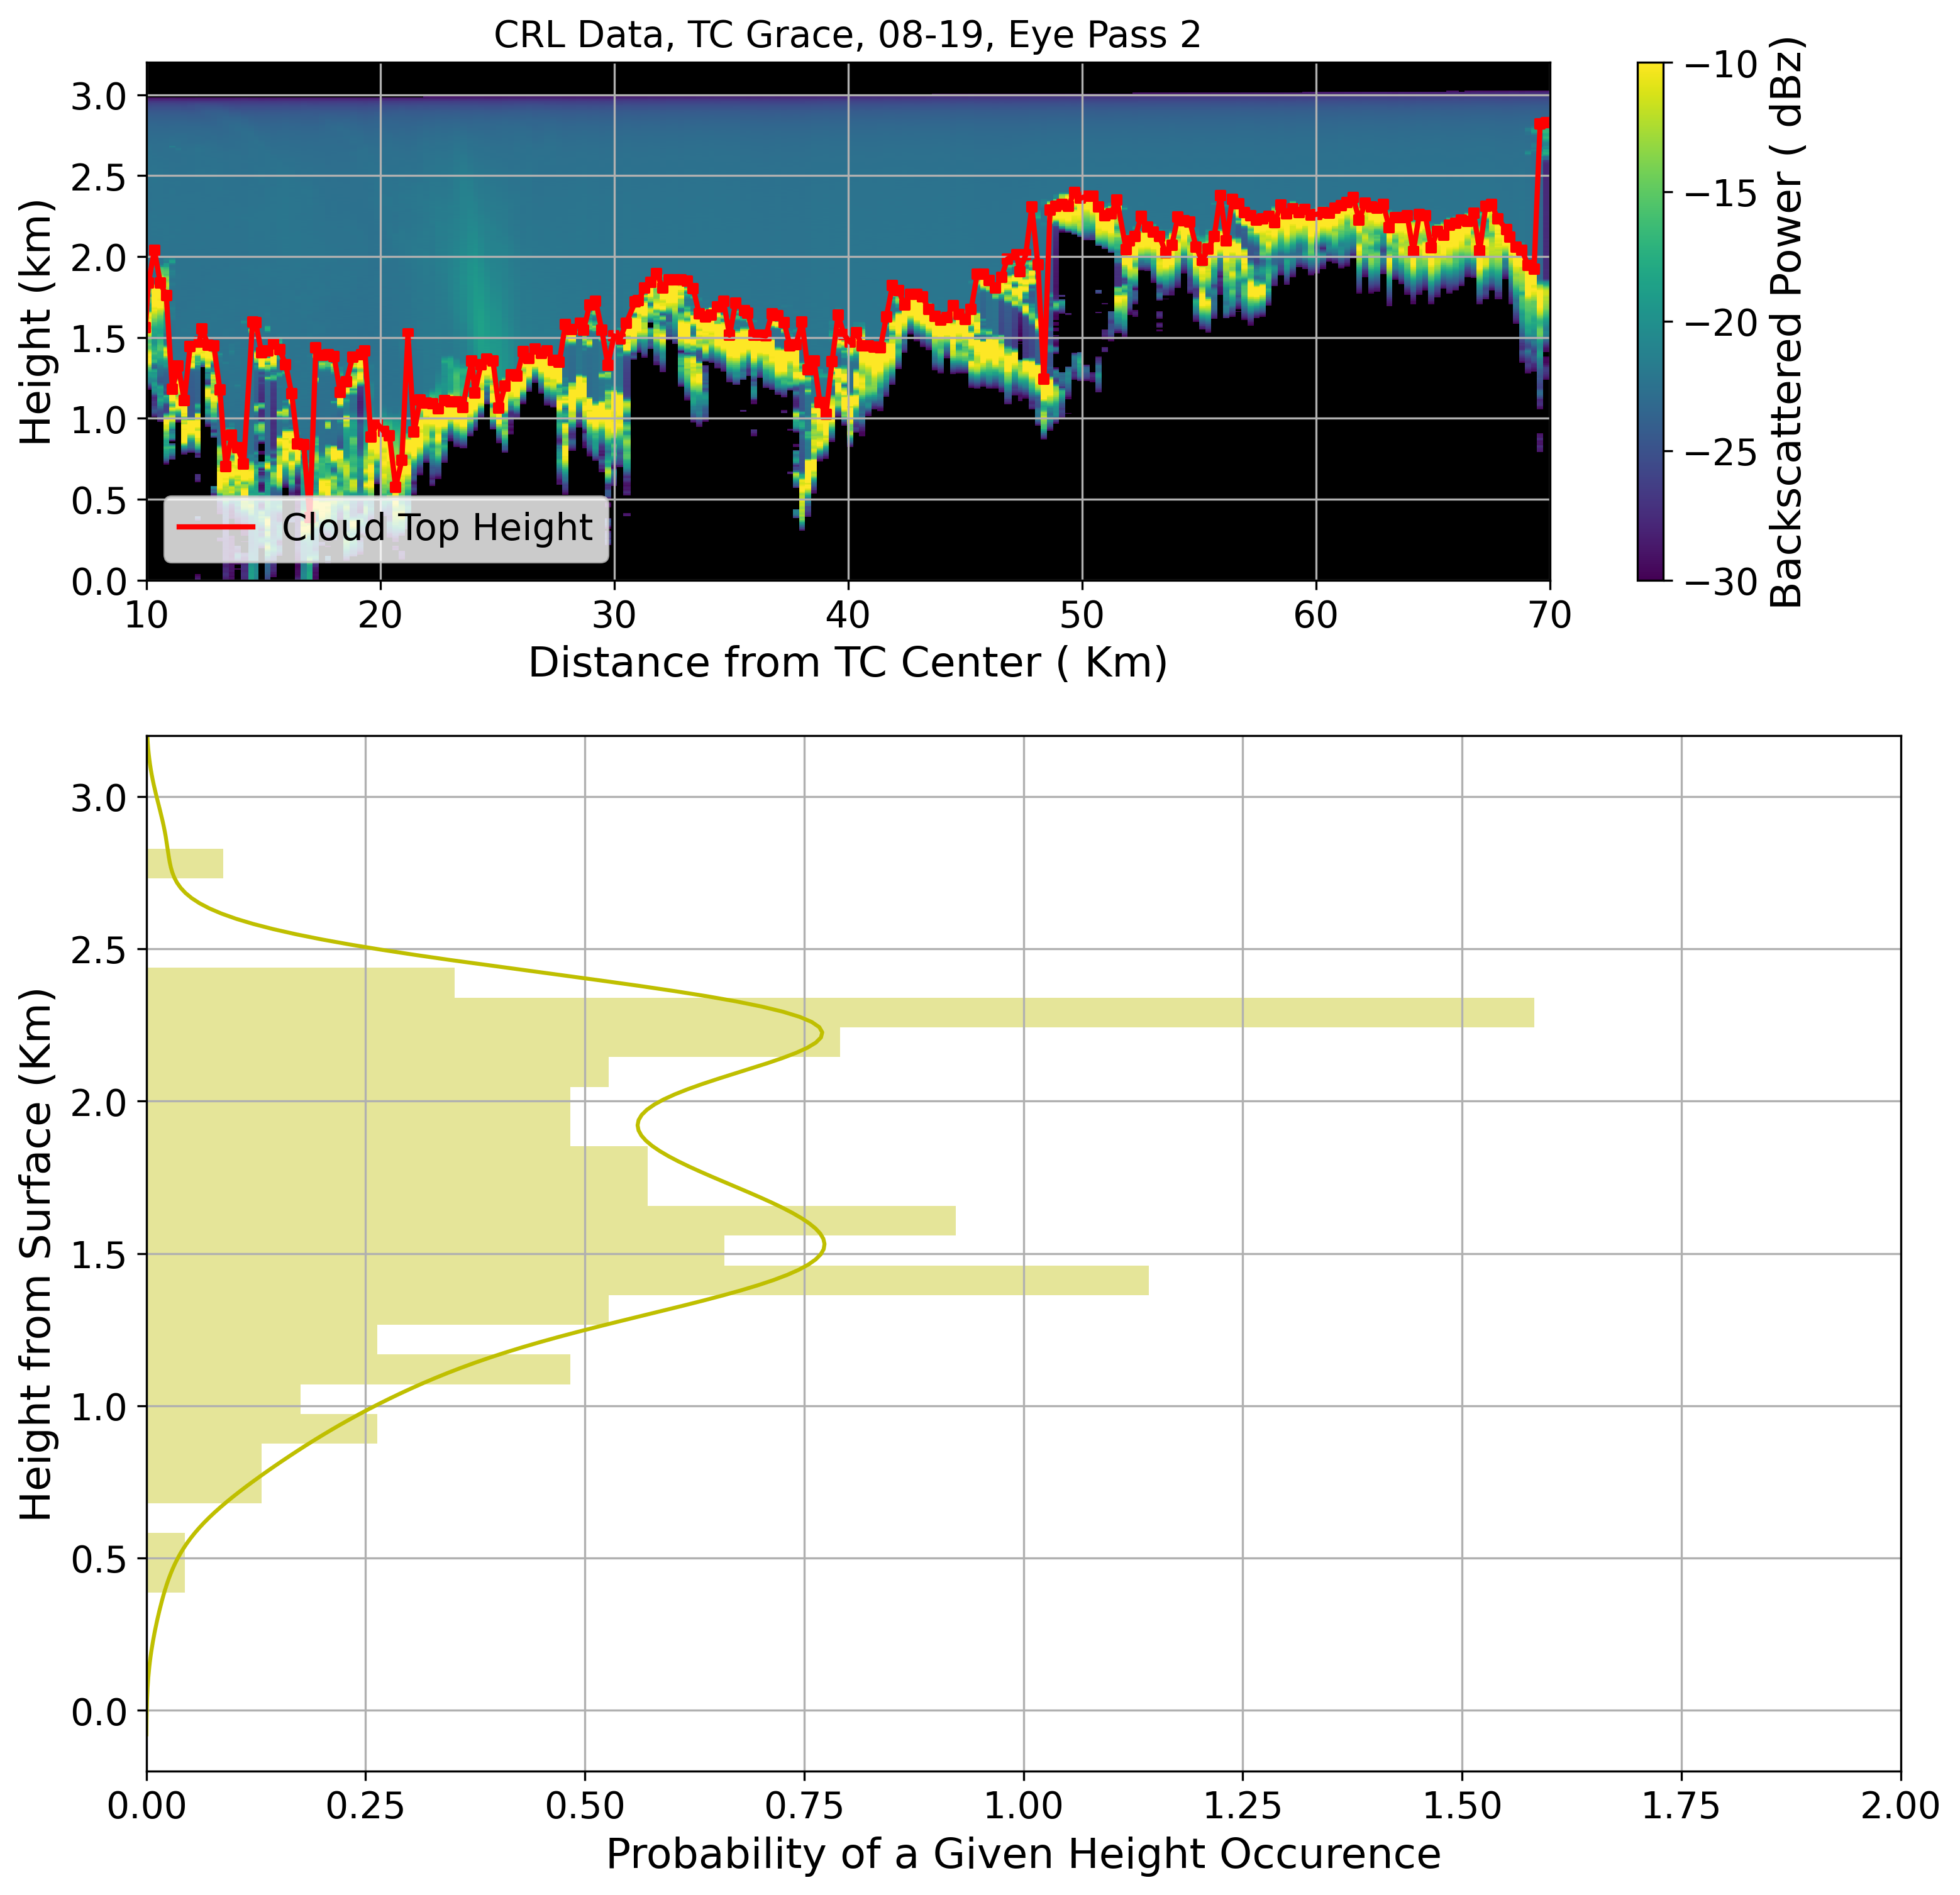 CRL Data, TC Grace, 08-19, Eye Pass 2
Height (km)
3.0
2.5
2.0
1.5
1.0
0.5
0.0
Cloud Top Height
10 20 30 40 50 60 70
Distance from TC Center ( Km)
−10
−15
−20
−25
−30
Backscattered Power ( dBz)
Height from Surface (Km)
3.0
2.5
2.0
1.5
1.0
0.5
0.0
0.00 0.25 0.50 0.75 1.00 1.25 1.50 1.75 2.00
Probability of a Given Height Occurence